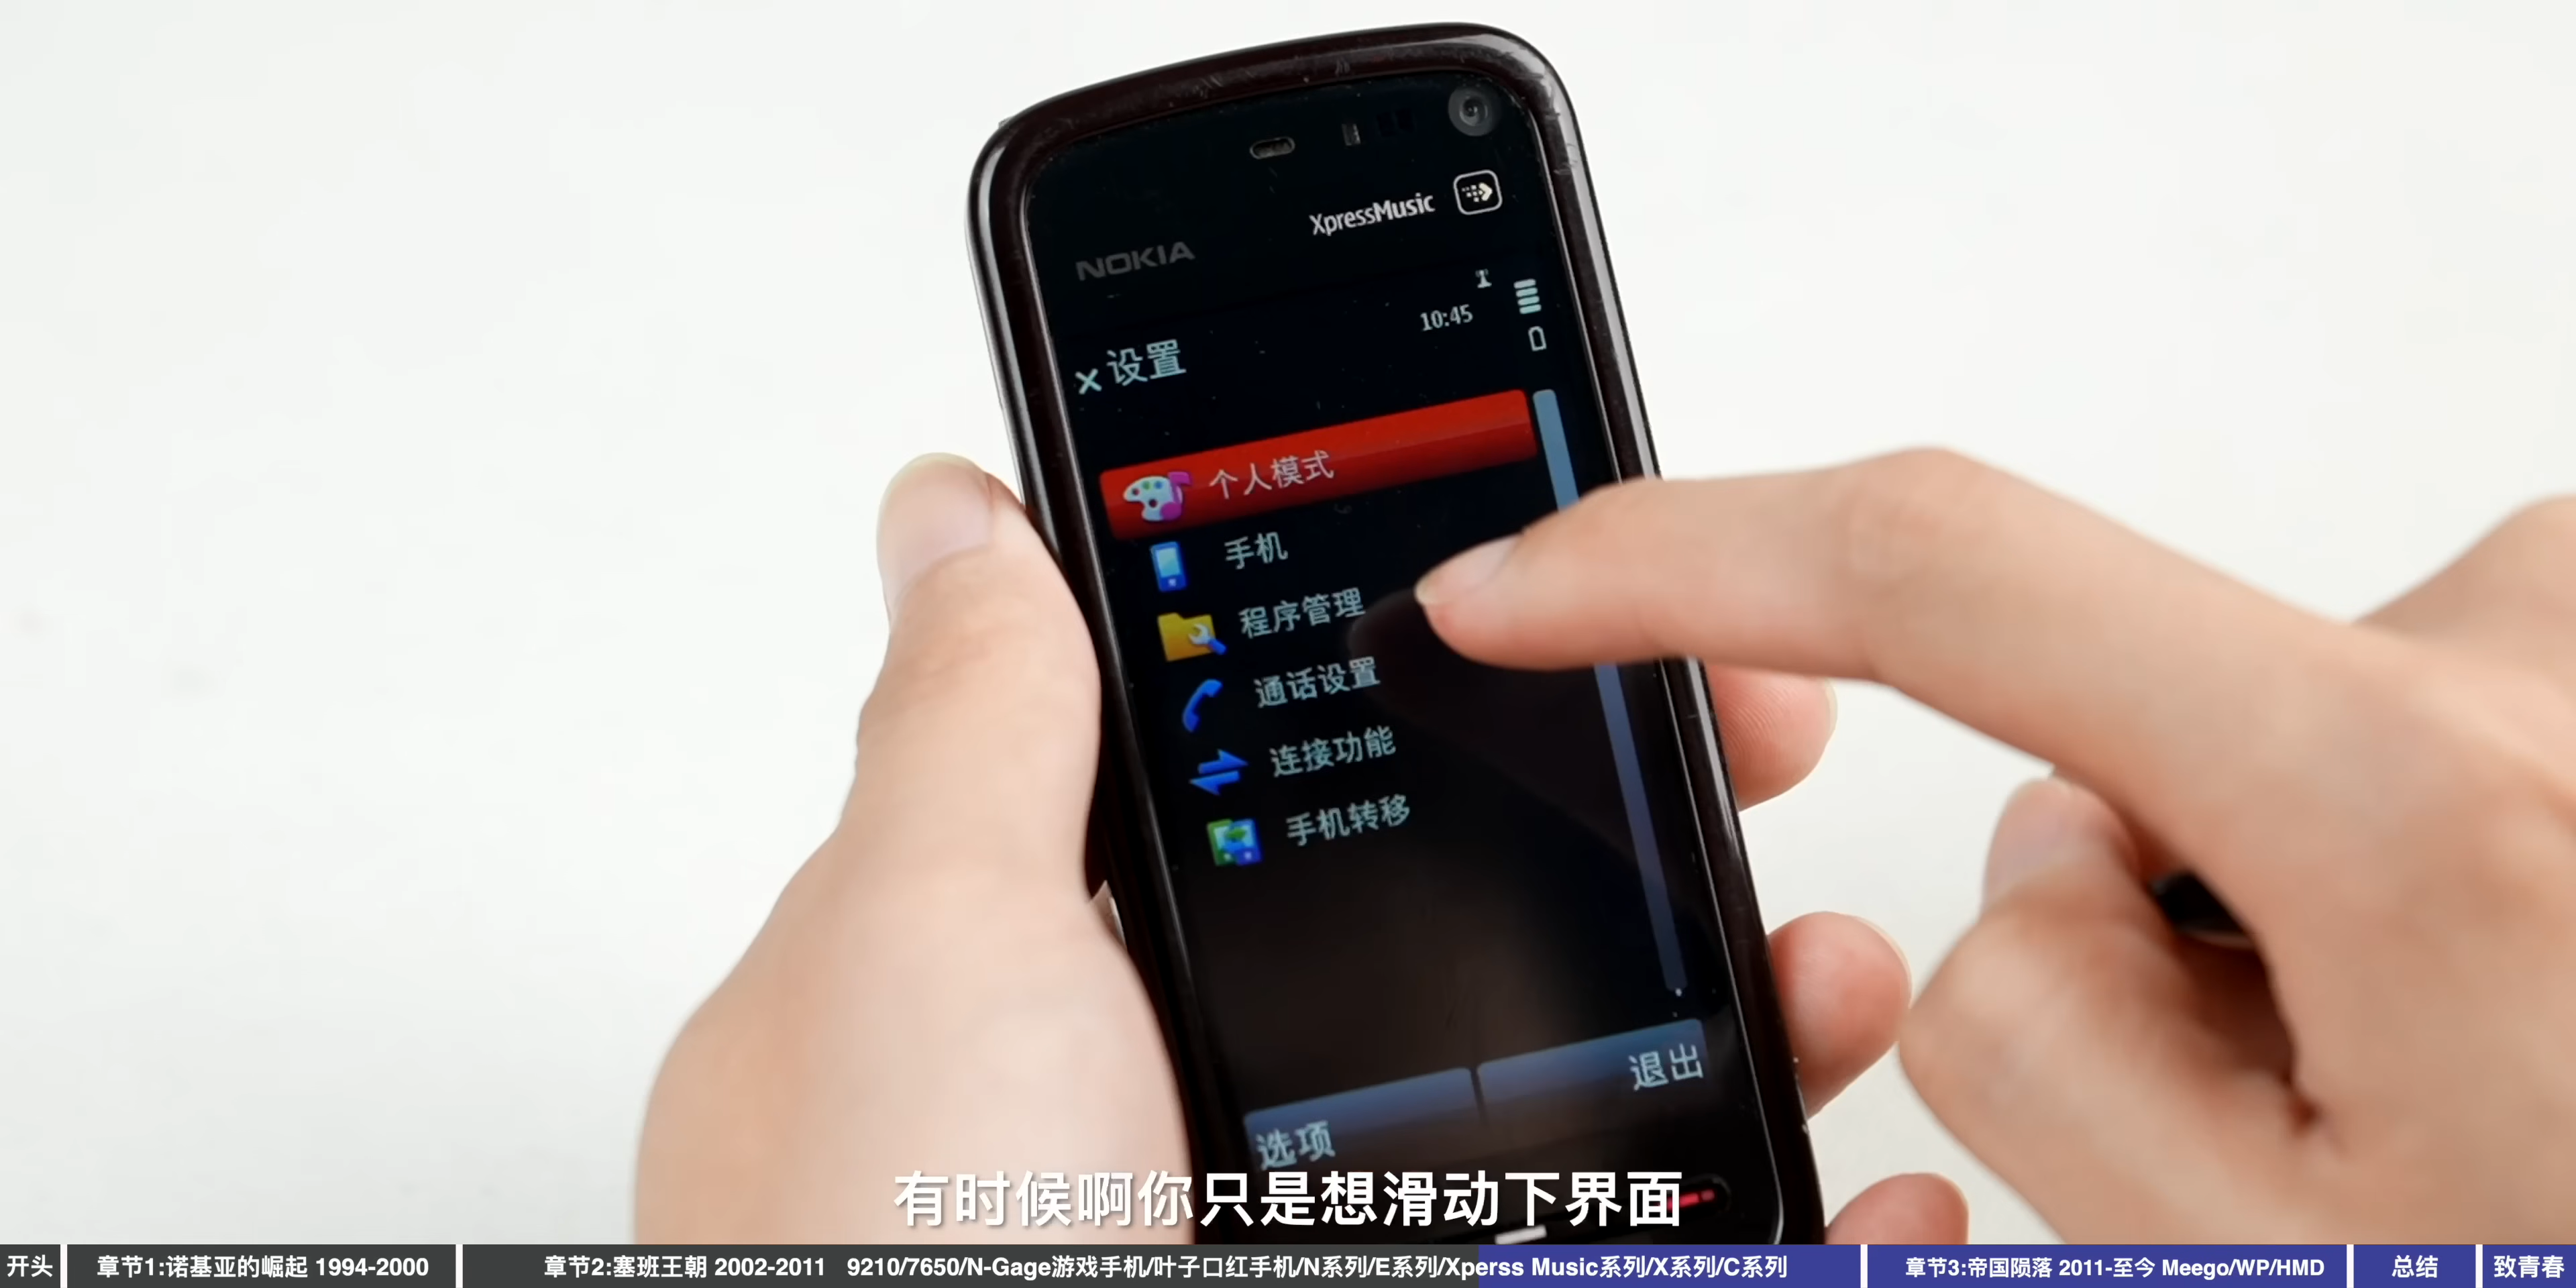 XpressMusic
NOKIA
10:45
设置
个人模式
手机
程序管理
通话设置
连接功能
手机转移
退出
选项
有时候啊你只是想滑动下界面
开头
章节1:诺基亚的崛起 1994-2000
章节2:塞班王朝 2002-2011 9210/7650/N-Gage游戏手机/叶子口红手机/N系列/E系列/Xperss Music系列/X系列/C系列
章节3:帝国陨落 2011-至今 Meego/WP/HMD
总结
致青春